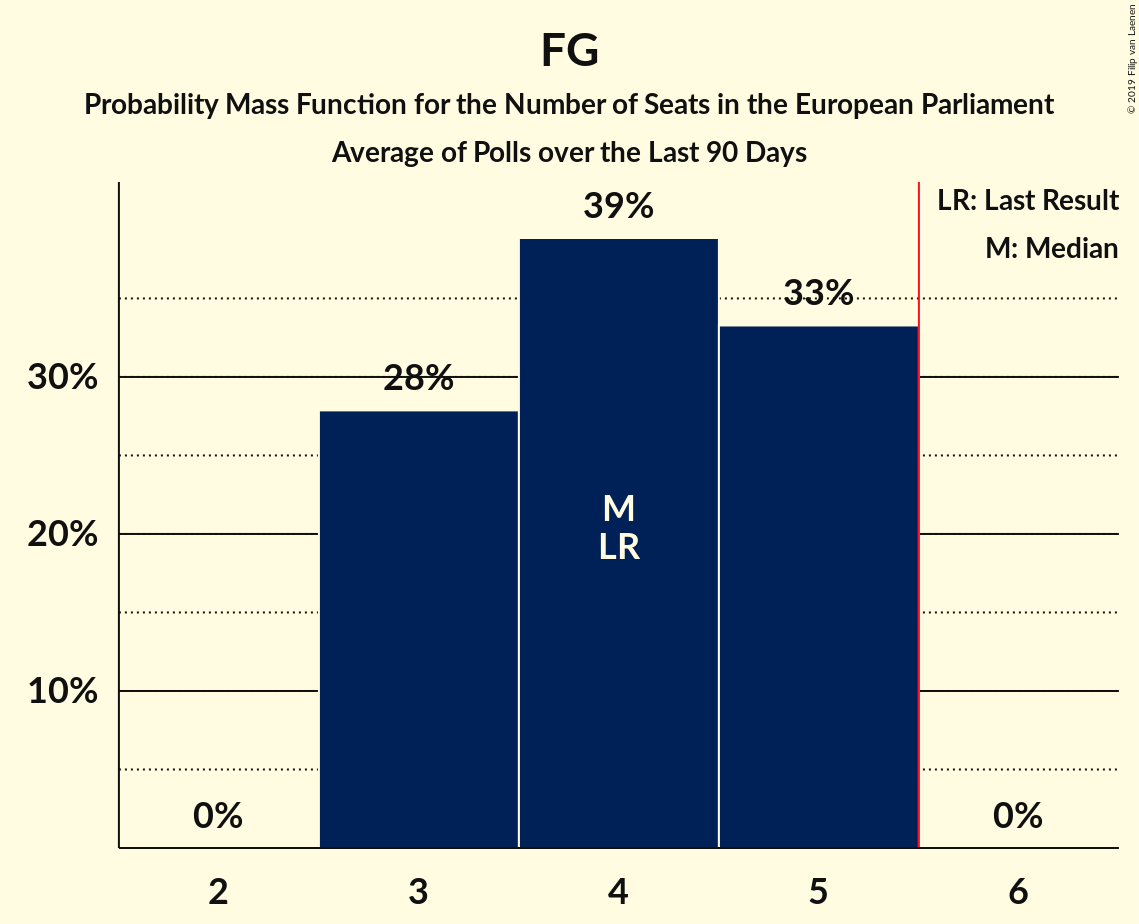 FG
Probability Mass Function for the Number of Seats in the European Parliament
Average of Polls over the Last 90 Days
© 2019 Filip van Laenen
LR: Last Result
M: Median
39%
33%
28%
30%
20%
10%
M
LR
0%
0%
2
3
4
5
6